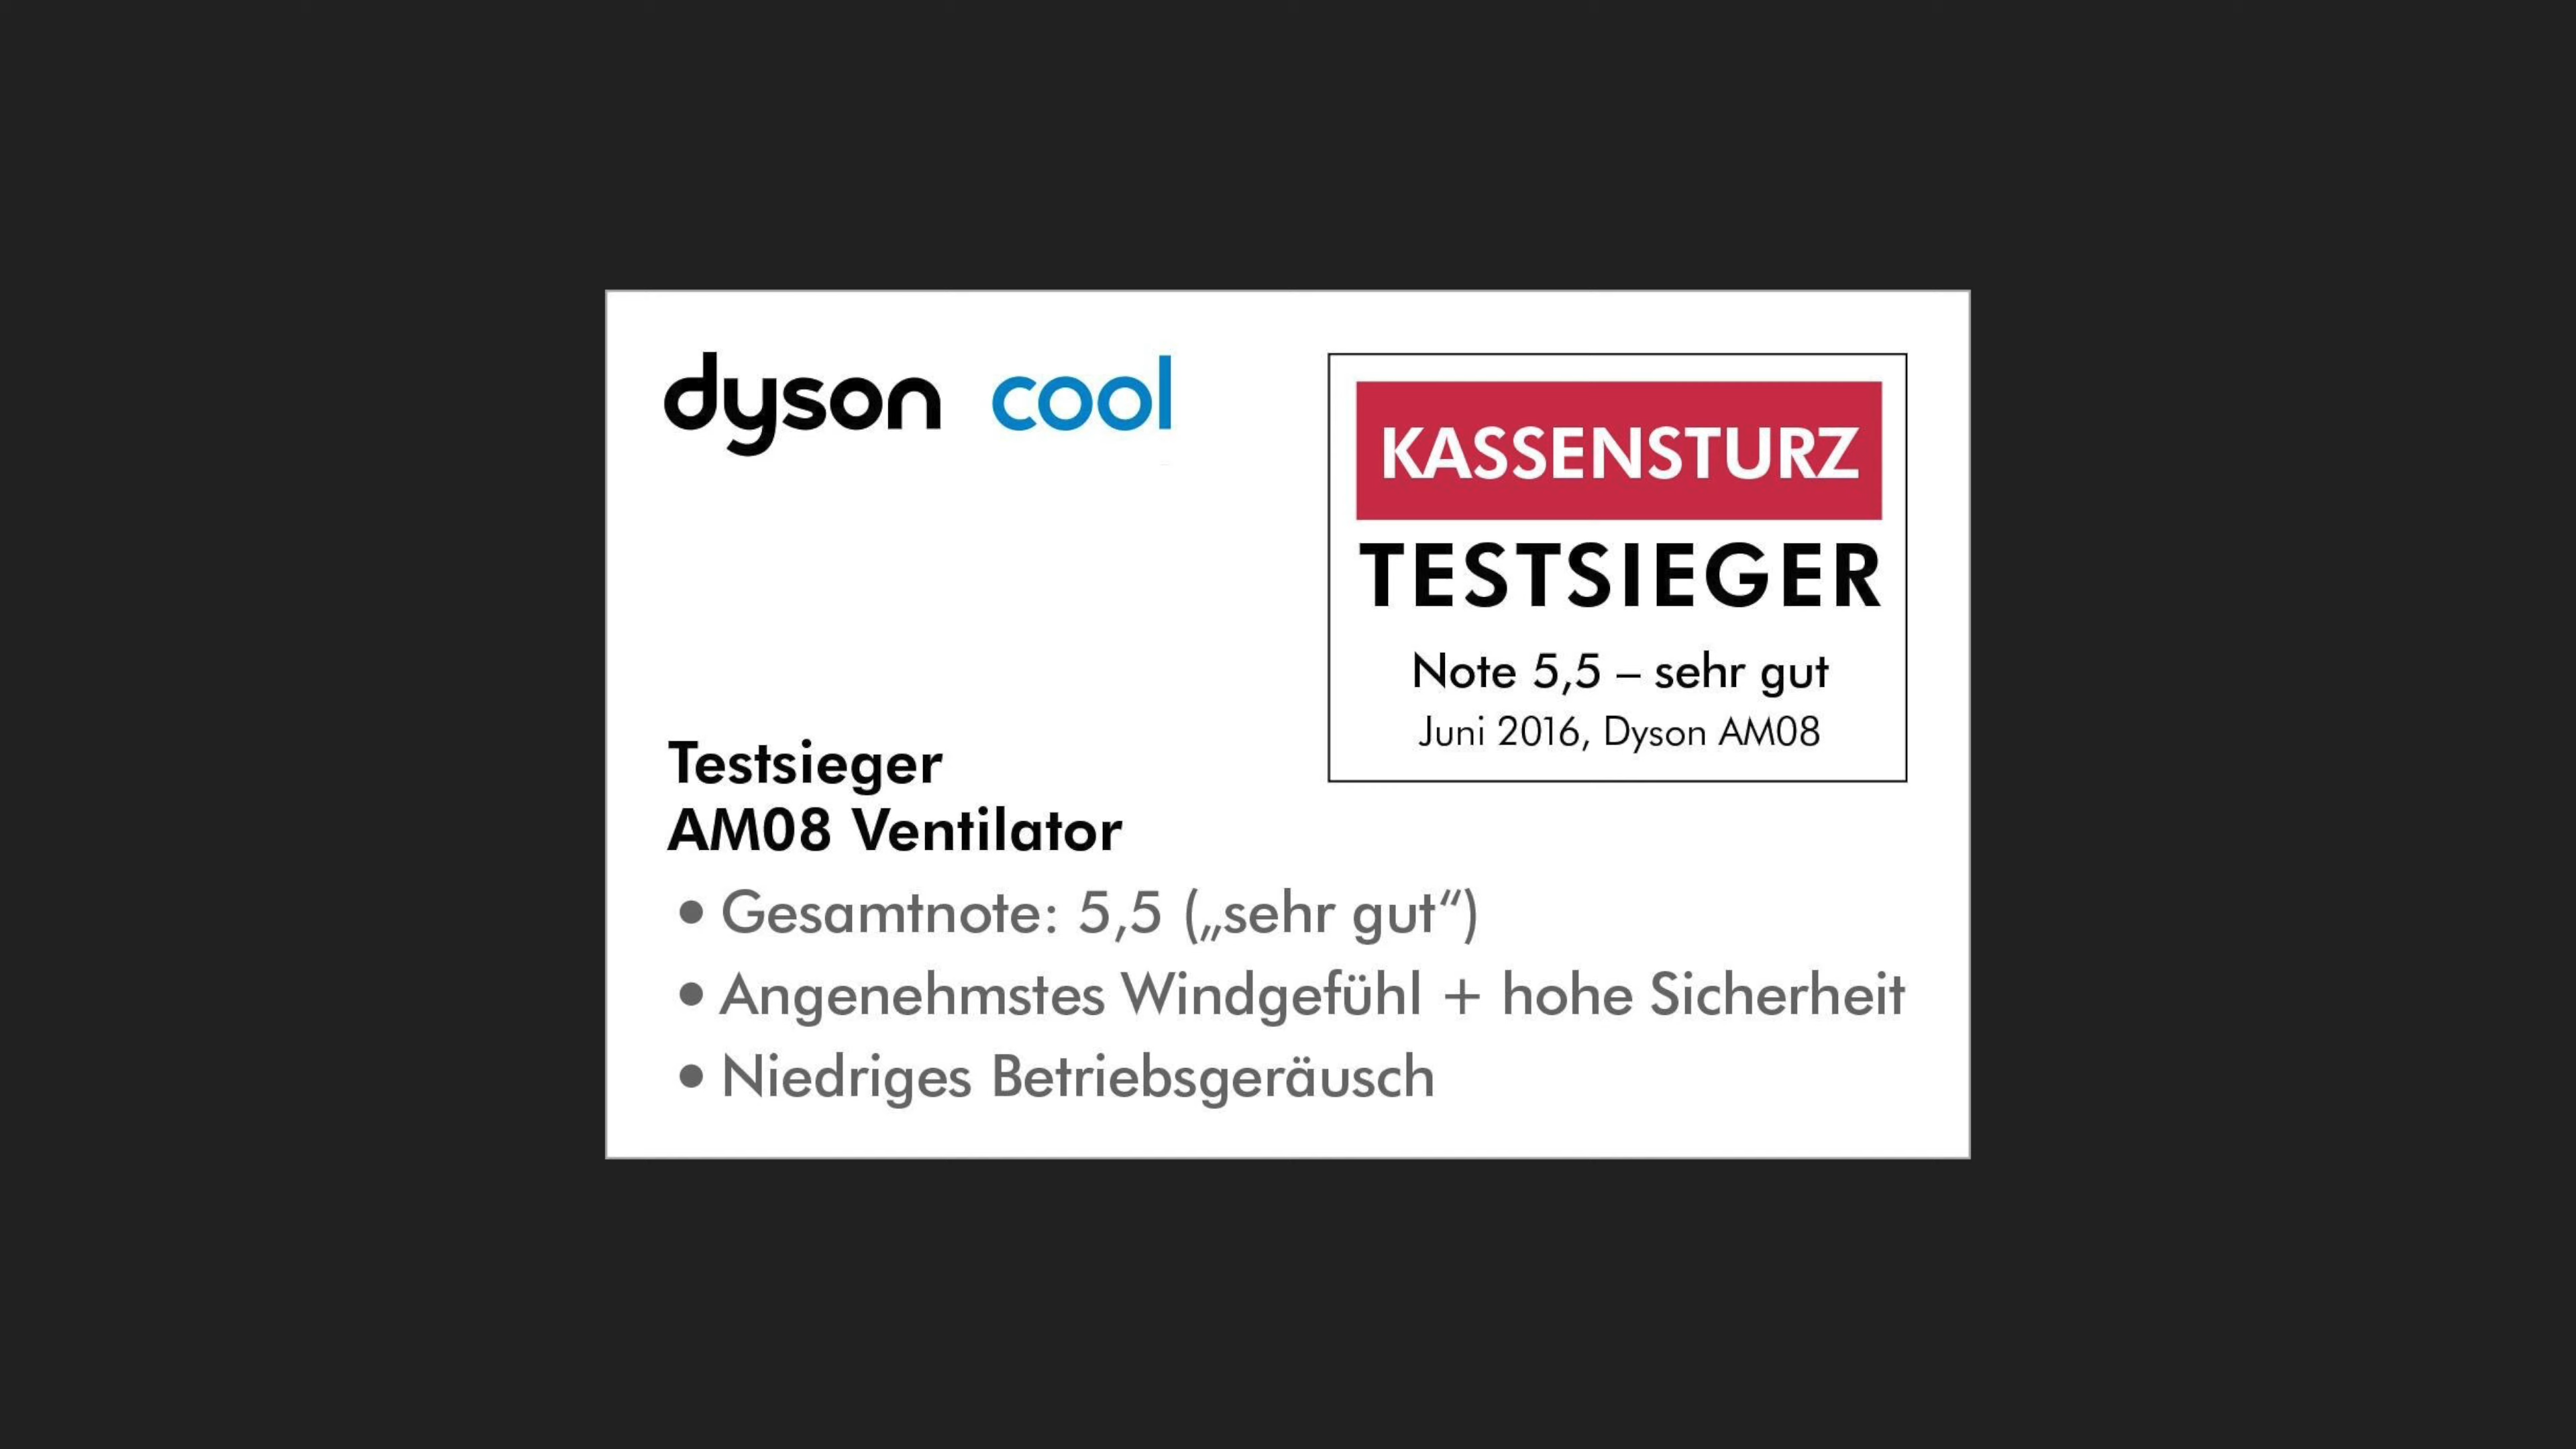 dyson cool
KASSENSTURZ
TESTSIEGER
Note 5,5 – sehr gut
Juni 2016, Dyson AM08
Testsieger
AM08 Ventilator
• Gesamtnote: 5,5 („sehr gut“)
• Angenehmstes Windgefühl + hohe Sicherheit
• Niedriges Betriebsgeräusch